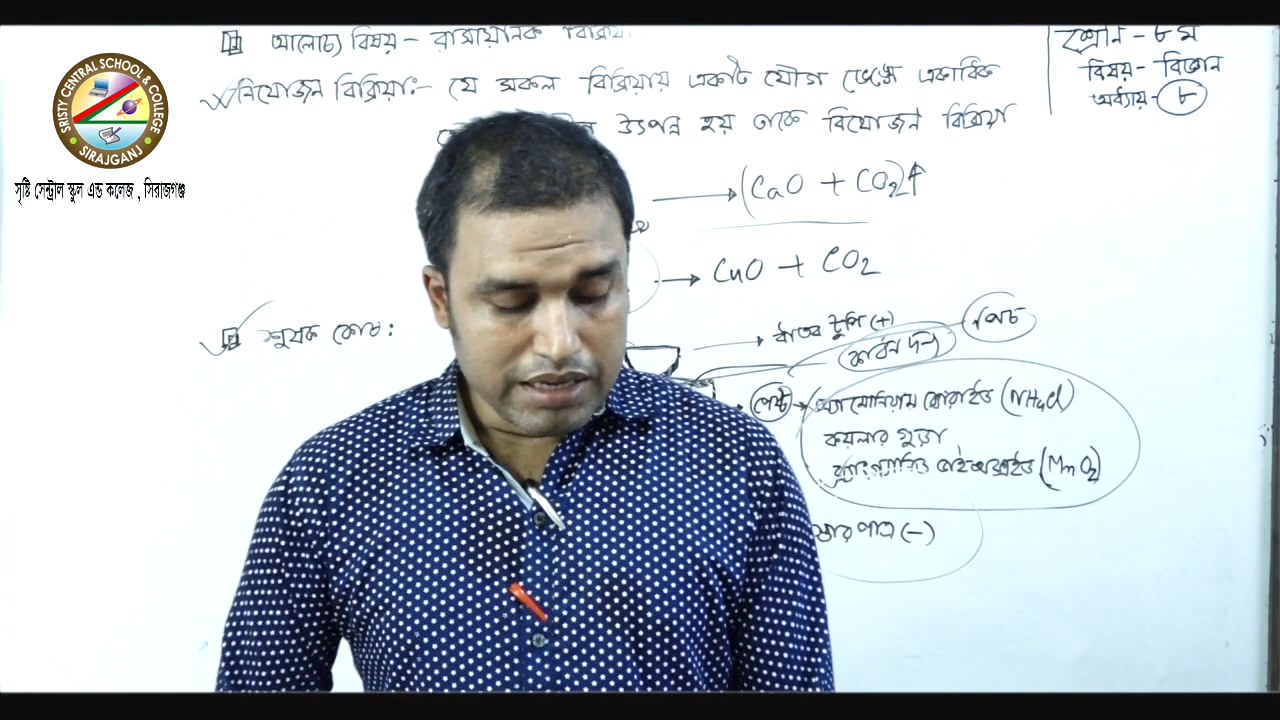 SRISTY CENTRAL SCHOOL & COLLEGE
SIRAJGANJ
সৃষ্টি সেন্ট্রাল স্কুল এন্ড কলেজ , সিরাজগঞ্জ
আলোচ্য বিষয় - রাসায়নিক বিক্রিয়া
শ্রেনি - ৮ম
বিষয় - বিজ্ঞান
অধ্যায় - ৮
বিযোজন বিক্রিয়া:- যে সকল বিক্রিয়ায় একটি যৌগ ভেঙ্গে একাধিক
উৎপন্ন হয় তাকে বিযোজন বিক্রিয়া
→ (CaO + CO₂)↑
→ CuO + CO₂
শুষ্ক কোষ:
ধাতব টুপি (+)
কার্বন দন্ড
পিচ
পেস্ট → অ্যামোনিয়াম ক্লোরাইড (NH₄Cl)
কয়লার গুড়া
ম্যাংগানিজ ডাই অক্সাইড (MnO₂)
পাত্র (-)